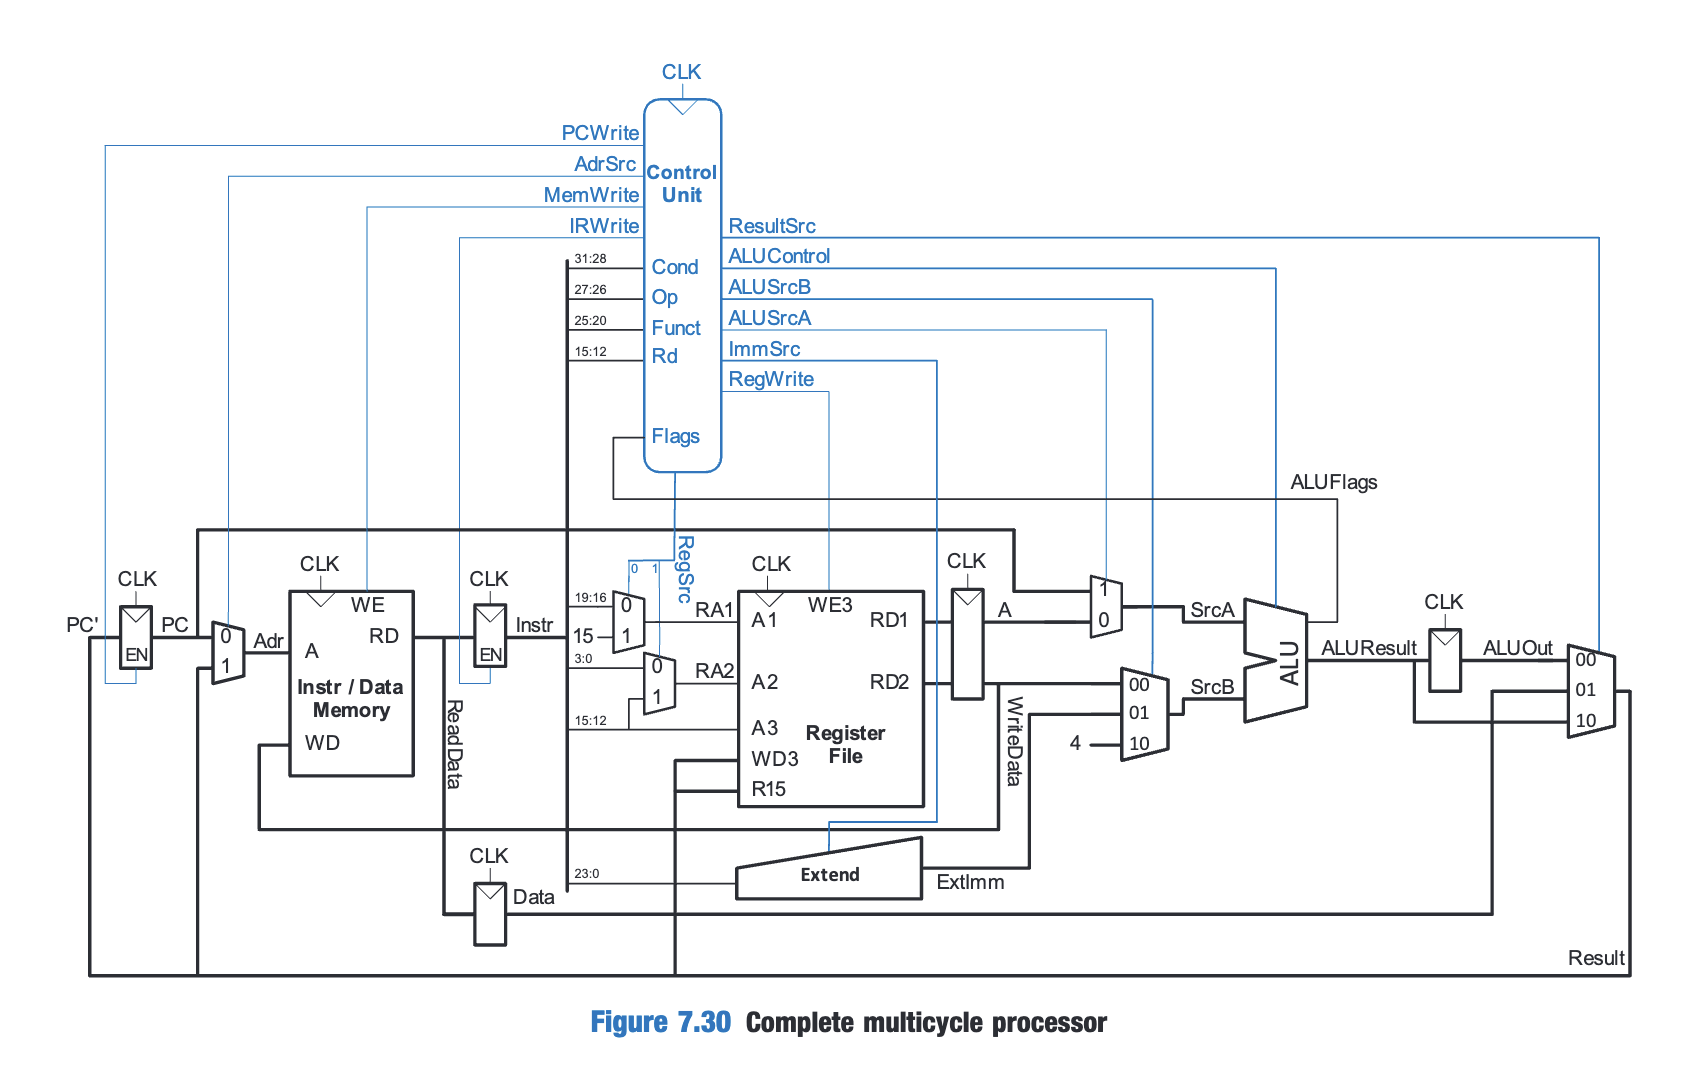 CLK
PCWrite
AdrSrc
MemWrite
IRWrite
Control
Unit
ResultSrc
ALUControl
ALUSrcB
ALUSrcA
ImmSrc
RegWrite
31:28
Cond
27:26
Op
25:20
Funct
15:12
Rd
Flags
ALUFlags
RegSrc
0 1
CLK
PC'
EN
PC
0
1
Adr
CLK
WE
RD
A
Instr / Data
Memory
WD
ReadData
CLK
EN
Instr
19:16
15
3:0
15:12
0
1
0
1
RA1
RA2
CLK
WE3
A1
A2
A3
WD3
R15
RD1
RD2
Register
File
CLK
A
WriteData
1
0
SrcA
00
01
10
4
SrcB
ALU
ALUResult
CLK
ALUOut
00
01
10
CLK
Data
23:0
Extend
ExtImm
Result
Figure 7.30 Complete multicycle processor